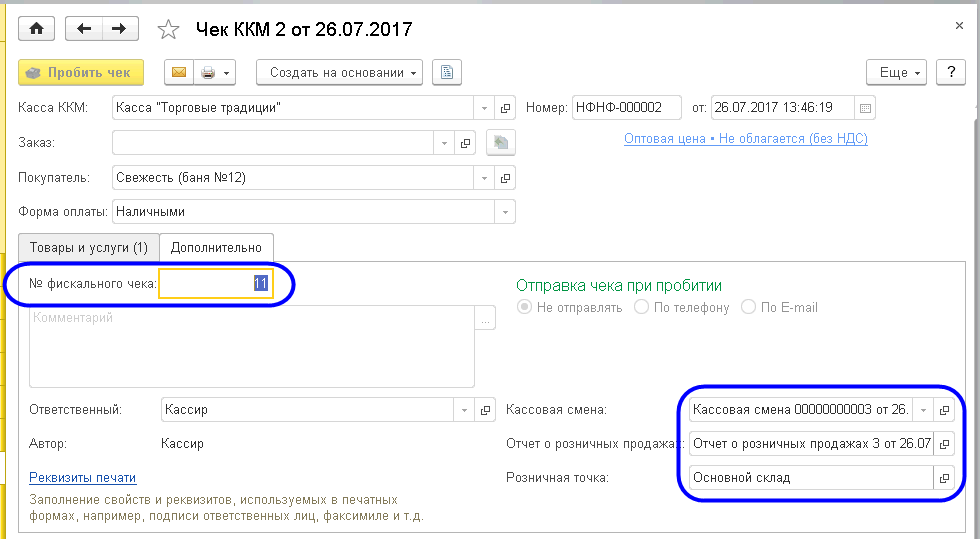 Чек ККМ 2 от 26.07.2017
Пробить чек
Создать на основании
Еще
?
Касса ККМ: Касса "Торговые традиции" Номер: НФНФ-000002 от: 26.07.2017 13:46:19
Заказ: Оптовая цена • Не облагается (без НДС)
Покупатель: Свежесть (баня №12)
Форма оплаты: Наличными
Товары и услуги (1) Дополнительно
№ фискального чека: 11 Отправка чека при пробитии
Не отправлять По телефону По E-mail
Комментарий
...
Ответственный: Кассир Кассовая смена: Кассовая смена 00000000003 от 26.
Автор: Кассир Отчет о розничных продажах: Отчет о розничных продажах 3 от 26.07
Реквизиты печати Розничная точка: Основной склад
Заполнение свойств и реквизитов, используемых в печатных
формах, например, подписи ответственных лиц, факсимиле и т.д.